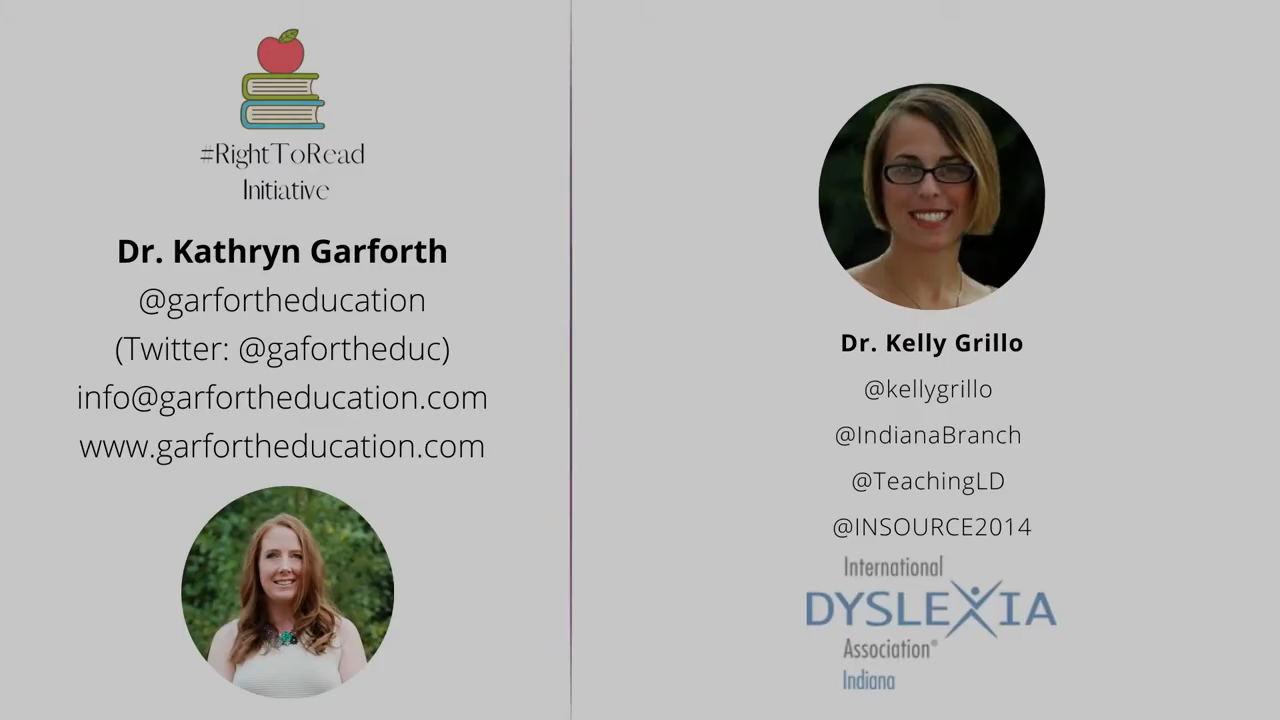 #RightToRead
Initiative
Dr. Kathryn Garforth
@garfortheducation
(Twitter: @gafortheduc)
info@garfortheducation.com
www.garfortheducation.com
Dr. Kelly Grillo
@kellygrillo
@IndianaBranch
@TeachingLD
@INSOURCE2014
International
DYSLEXIA
Association®
Indiana